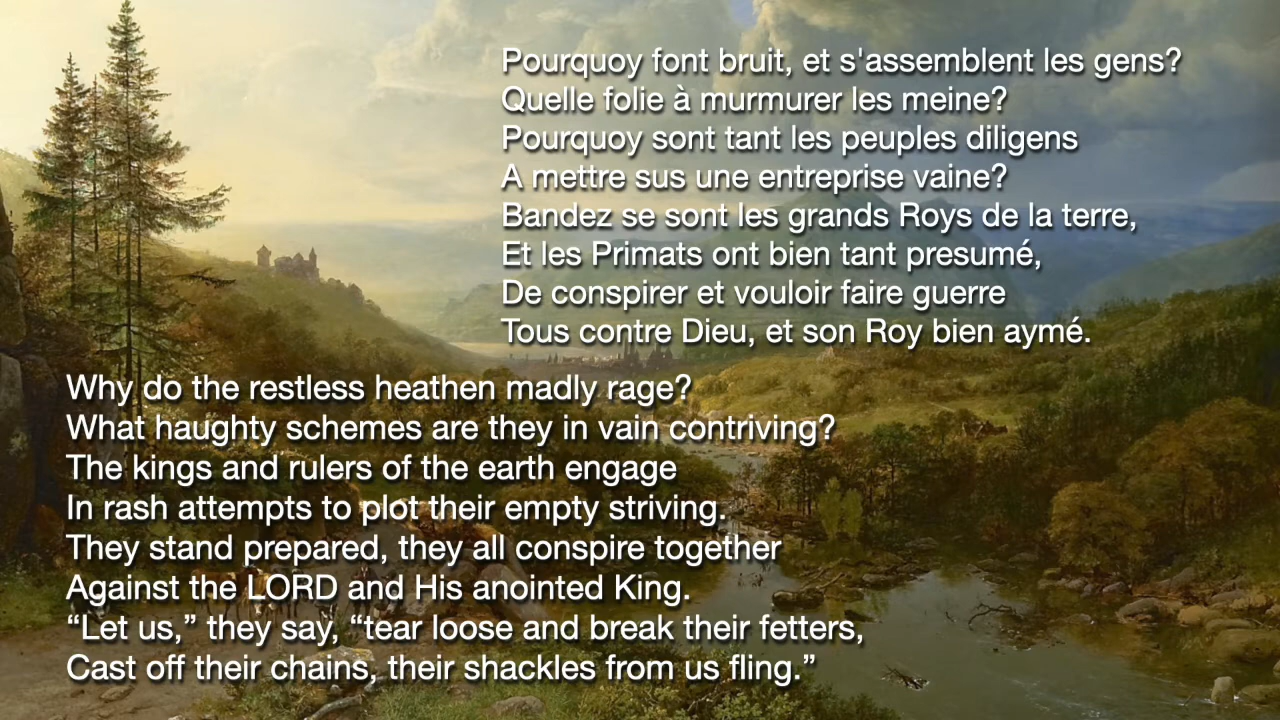 Pourquoy font bruit, et s'assemblent les gens?
Quelle folie à murmurer les meine?
Pourquoy sont tant les peuples diligens
A mettre sus une entreprise vaine?
Bandez se sont les grands Roys de la terre,
Et les Primats ont bien tant presumé,
De conspirer et vouloir faire guerre
Tous contre Dieu, et son Roy bien aymé.
Why do the restless heathen madly rage?
What haughty schemes are they in vain contriving?
The kings and rulers of the earth engage
In rash attempts to plot their empty striving.
They stand prepared, they all conspire together
Against the LORD and His anointed King.
“Let us,” they say, “tear loose and break their fetters,
Cast off their chains, their shackles from us fling.”